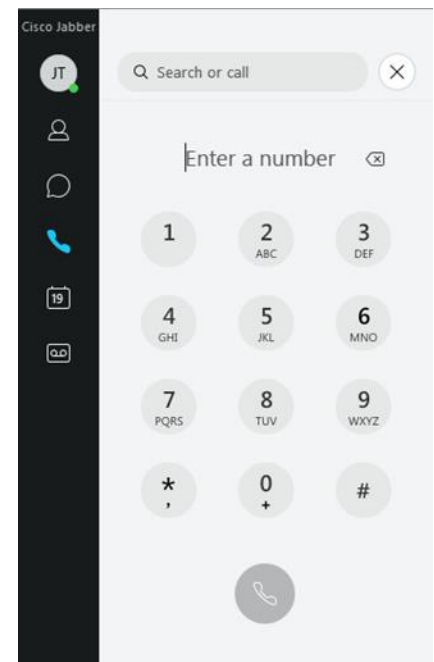 Cisco Jabber
JT
Search or call
Enter a number
1
2
ABC
3
DEF
4
GHI
5
JKL
6
MNO
19
7
PQRS
8
TUV
9
WXYZ
*
,
0
+
#